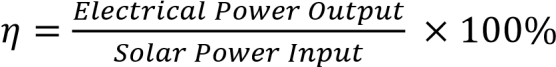 η = Electrical Power Output / Solar Power Input × 100%